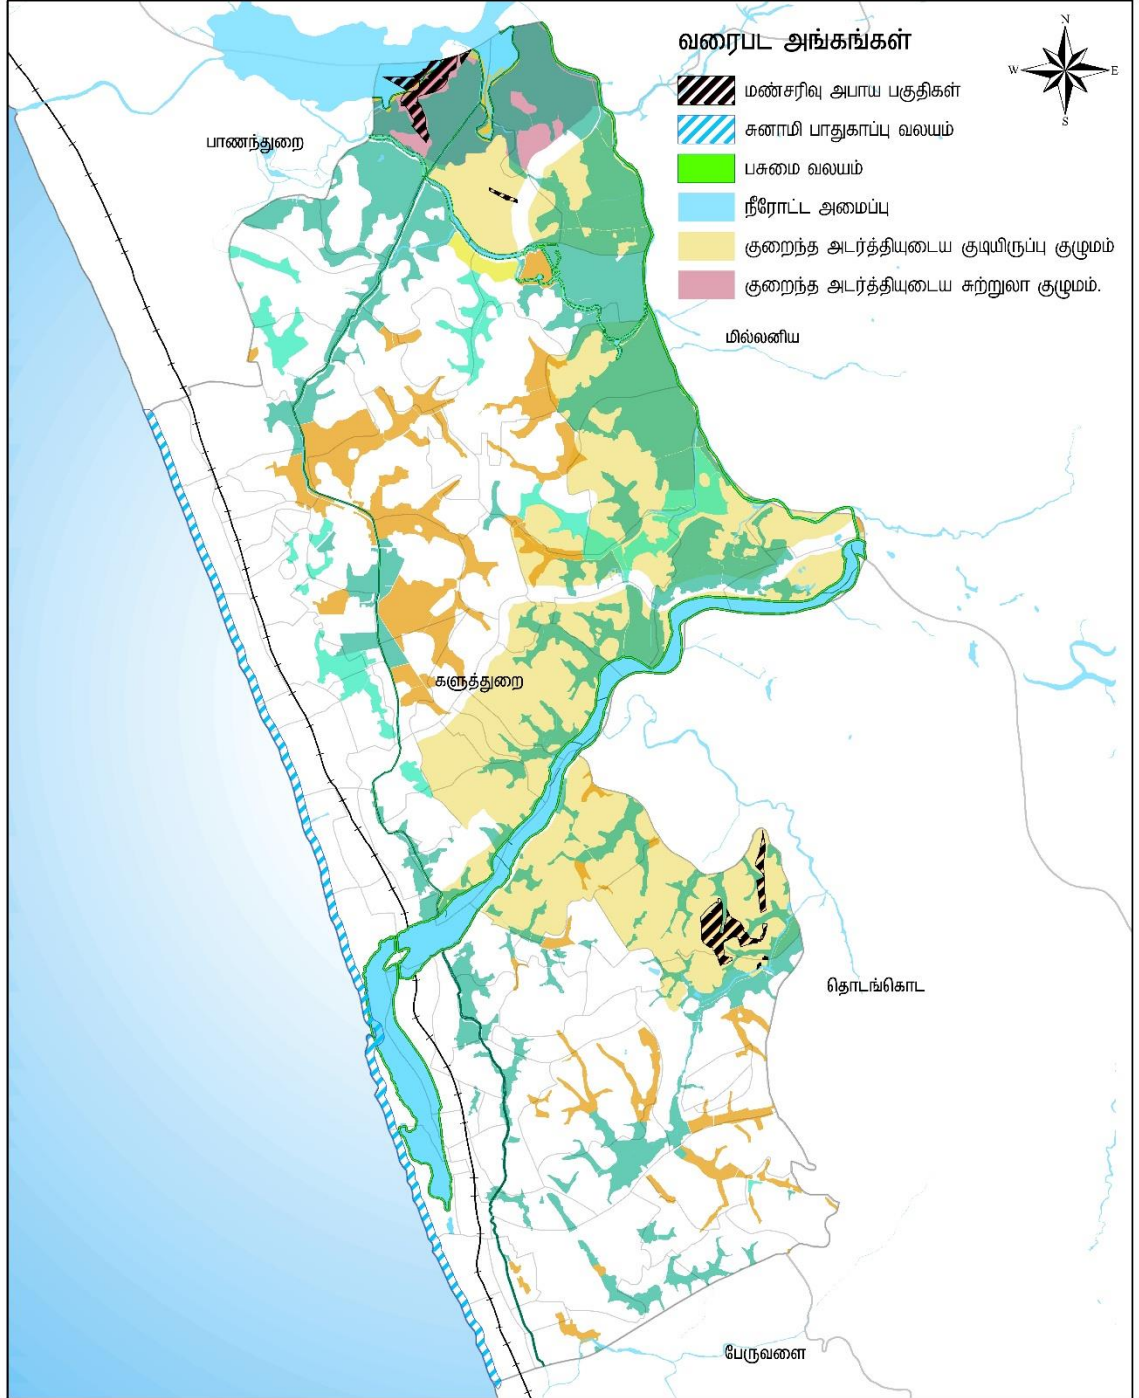 வரைபட அங்கங்கள்
N
W
E
S
மண்சரிவு அபாய பகுதிகள்
சுனாமி பாதுகாப்பு வலயம்
பசுமை வலயம்
நீரோட்ட அமைப்பு
குறைந்த அடர்த்தியுடைய குடியிருப்பு குழுமம்
குறைந்த அடர்த்தியுடைய சுற்றுலா குழுமம்.
பாணந்துறை
மில்லனிய
களுத்துறை
தொடங்கொட
பேருவளை